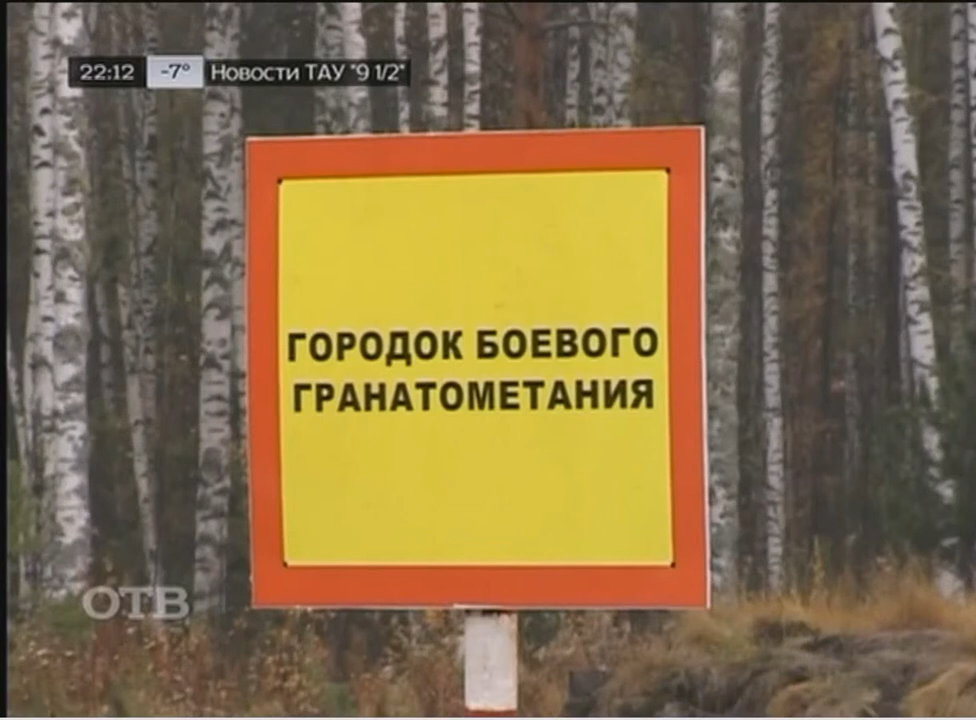 22:12 -7° Новости ТАУ "9 1/2"
ГОРОДОК БОЕВОГО
ГРАНАТОМЕТАНИЯ
ОТВ